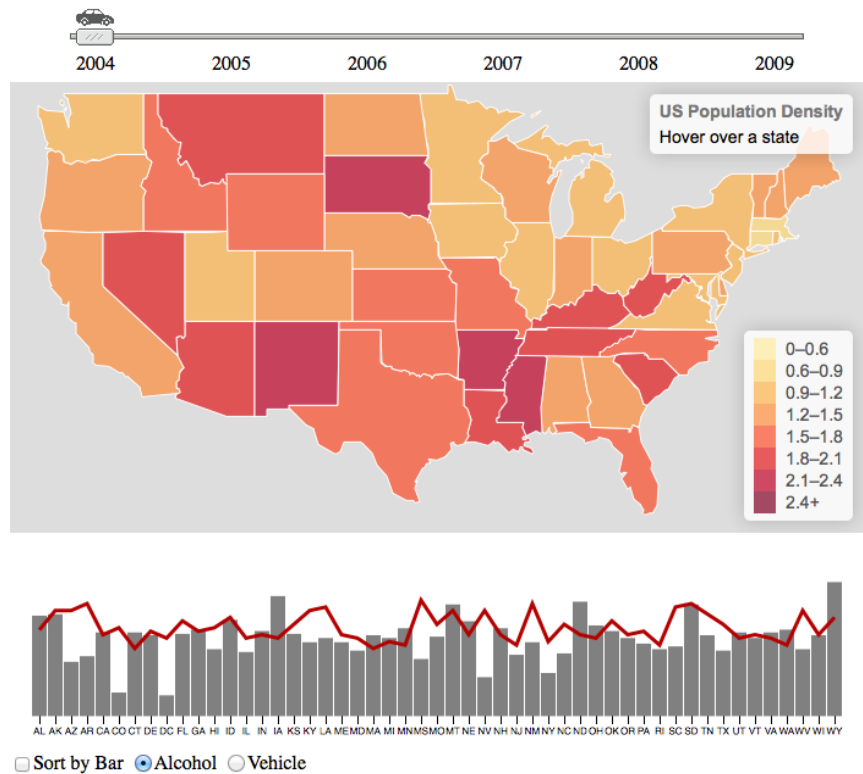 2004 2005 2006 2007 2008 2009
US Population Density
Hover over a state
0–0.6
0.6–0.9
0.9–1.2
1.2–1.5
1.5–1.8
1.8–2.1
2.1–2.4
2.4+
AL AK AZ AR CA CO CT DE DC FL GA HI ID IL IN IA KS KY LA ME MD MA MI MN MS MO MT NE NV NH NJ NM NY NC ND OH OK OR PA RI SC SD TN TX UT VT VA WA WV WI WY
Sort by Bar Alcohol Vehicle